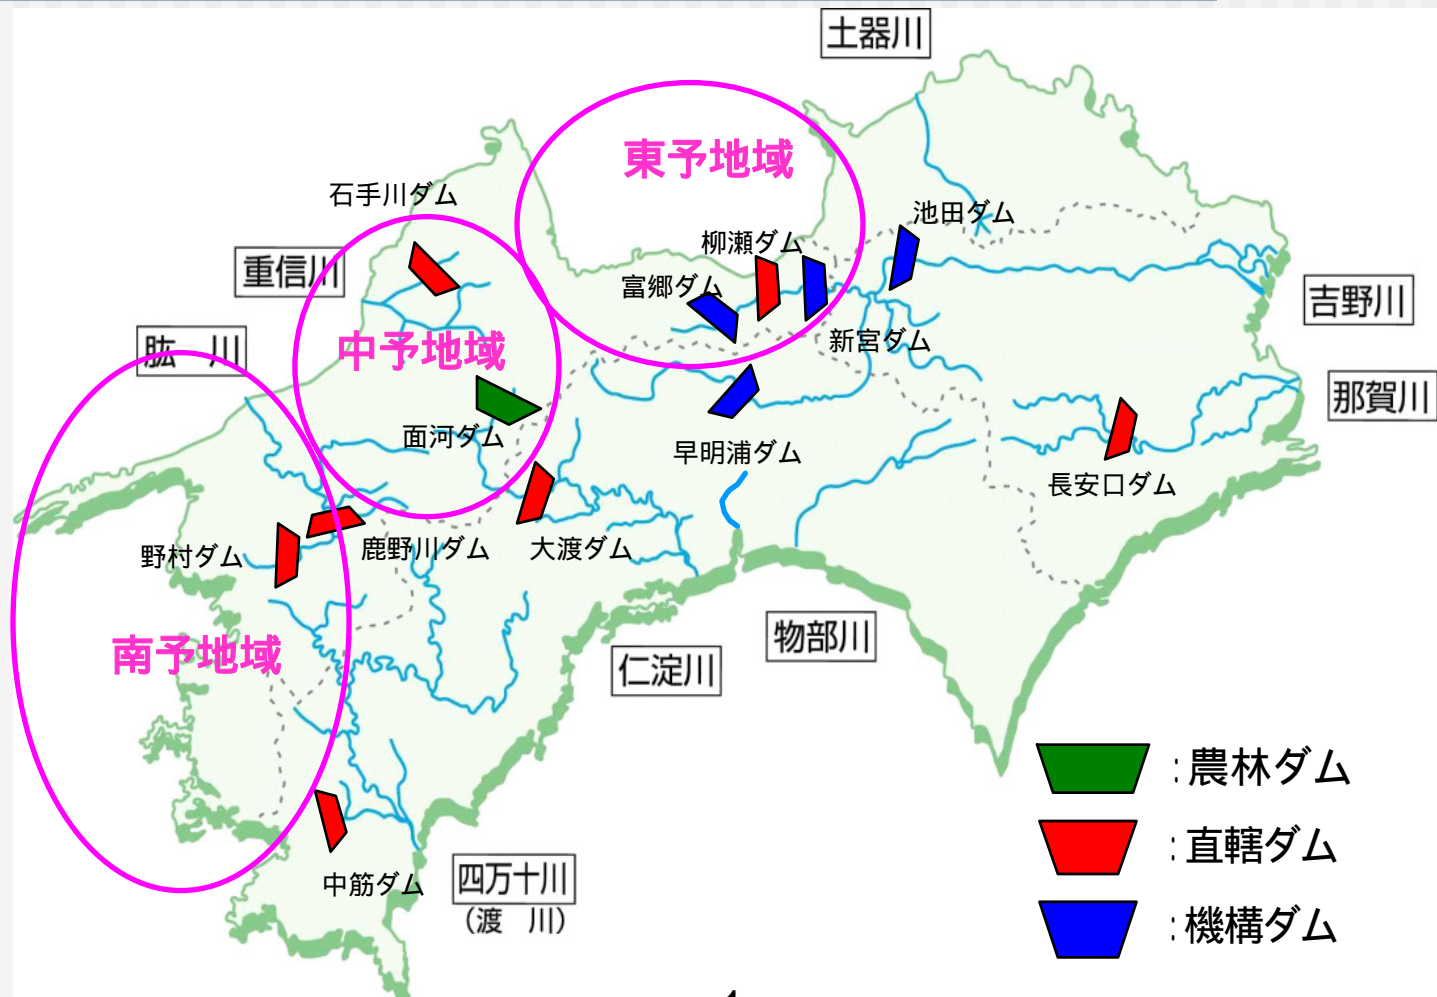 土器川
東予地域
石手川ダム
池田ダム
柳瀬ダム
重信川
富郷ダム
吉野川
新宮ダム
肱　川
中予地域
那賀川
面河ダム
早明浦ダム
長安口ダム
野村ダム
鹿野川ダム
大渡ダム
物部川
南予地域
仁淀川
:農林ダム
:直轄ダム
中筋ダム
四万十川
（渡　川）
:機構ダム